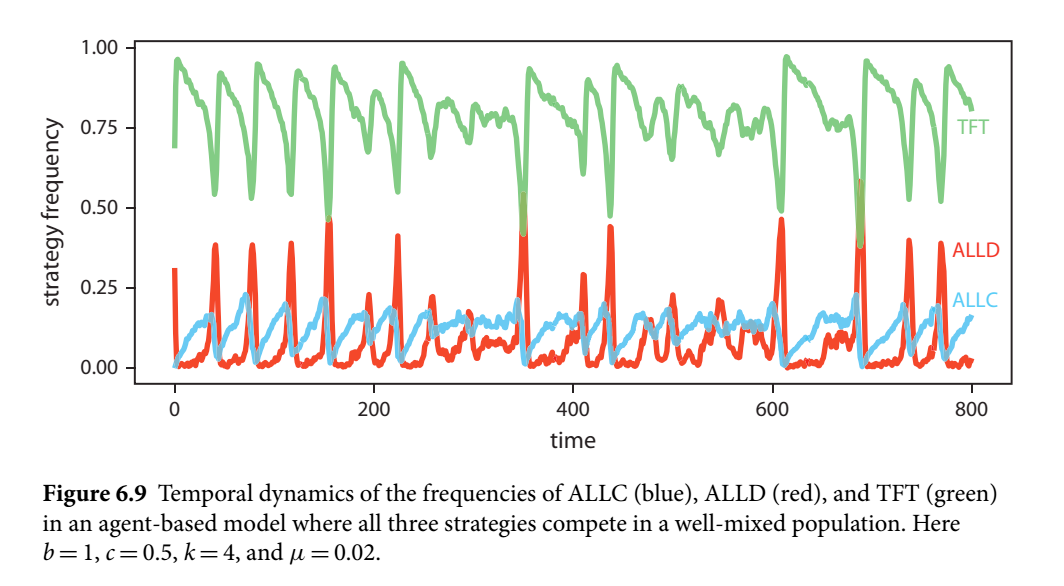 1.00
0.75
0.50
0.25
0.00
strategy frequency
TFT
ALLD
ALLC
0 200 400 600 800
time
Figure 6.9 Temporal dynamics of the frequencies of ALLC (blue), ALLD (red), and TFT (green)
in an agent-based model where all three strategies compete in a well-mixed population. Here
b = 1, c = 0.5, k = 4, and μ = 0.02.